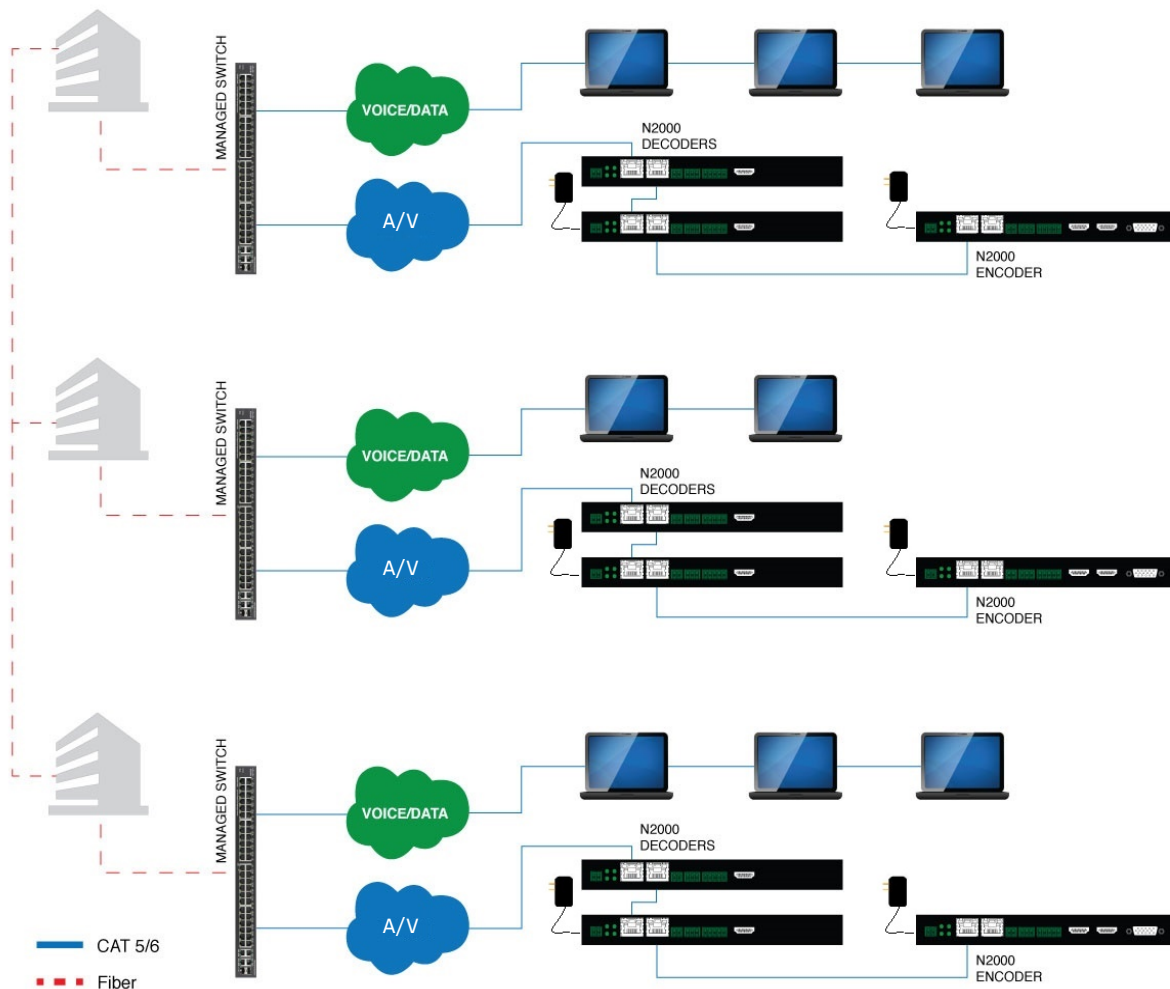 MANAGED SWITCH
VOICE/DATA
A/V
N2000
DECODERS
N2000
ENCODER
MANAGED SWITCH
VOICE/DATA
A/V
N2000
DECODERS
N2000
ENCODER
MANAGED SWITCH
VOICE/DATA
A/V
N2000
DECODERS
N2000
ENCODER
CAT 5/6
Fiber